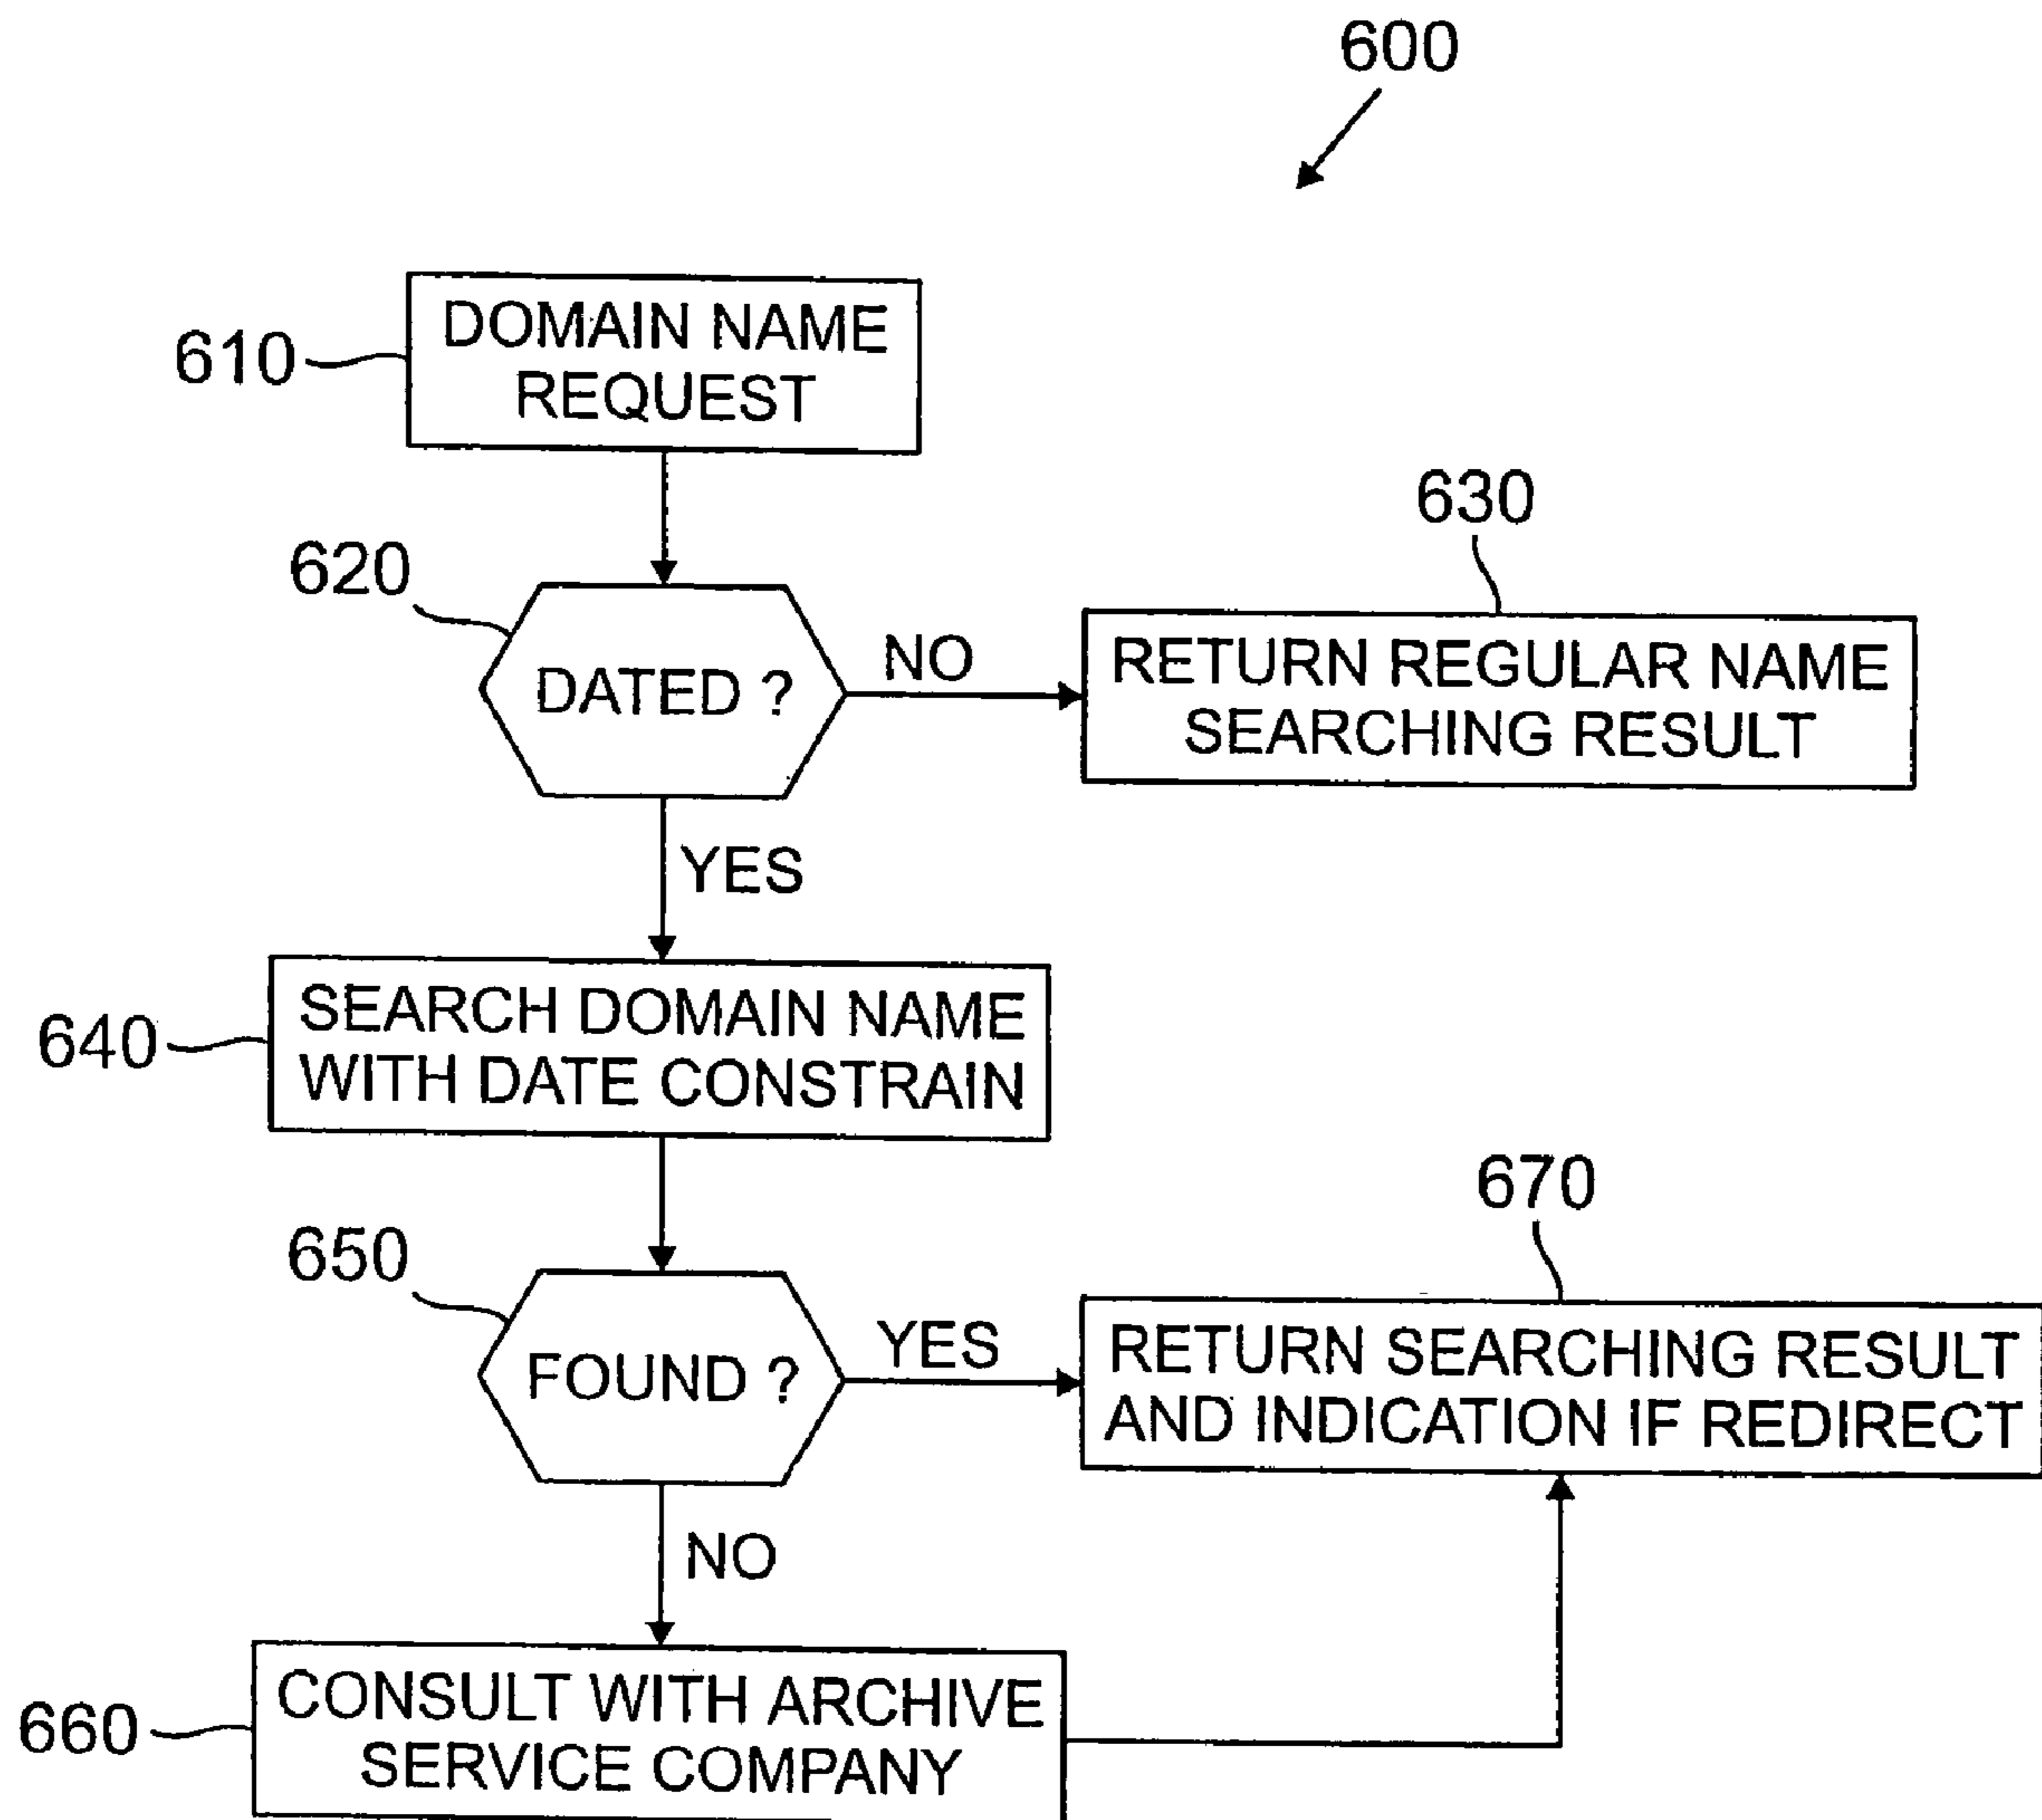 600
610
DOMAIN NAME
REQUEST
620
DATED ?
NO
630
RETURN REGULAR NAME
SEARCHING RESULT
YES
640
SEARCH DOMAIN NAME
WITH DATE CONSTRAIN
650
FOUND ?
YES
670
RETURN SEARCHING RESULT
AND INDICATION IF REDIRECT
NO
660
CONSULT WITH ARCHIVE
SERVICE COMPANY